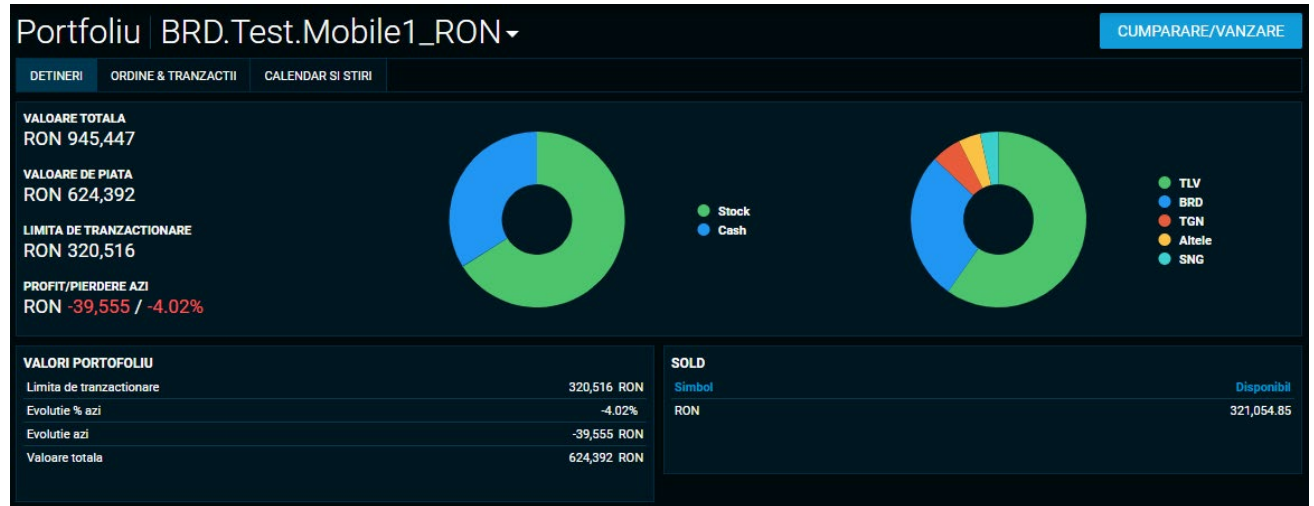 Portfoliu BRD.Test.Mobile1_RON
CUMPARARE/VANZARE
DETINERI ORDINE & TRANZACTII CALENDAR SI STIRI
VALOARE TOTALA
RON 945,447
VALOARE DE PIATA
RON 624,392
LIMITA DE TRANZACTIONARE
RON 320,516
PROFIT/PIERDERE AZI
RON -39,555 / -4.02%
Stock
Cash
TLV
BRD
TGN
Altele
SNG
VALORI PORTOFOLIU
Limita de tranzactionare 320,516 RON
Evolutie % azi -4.02%
Evolutie azi -39,555 RON
Valoare totala 624,392 RON
SOLD
Simbol Disponibil
RON 321,054.85